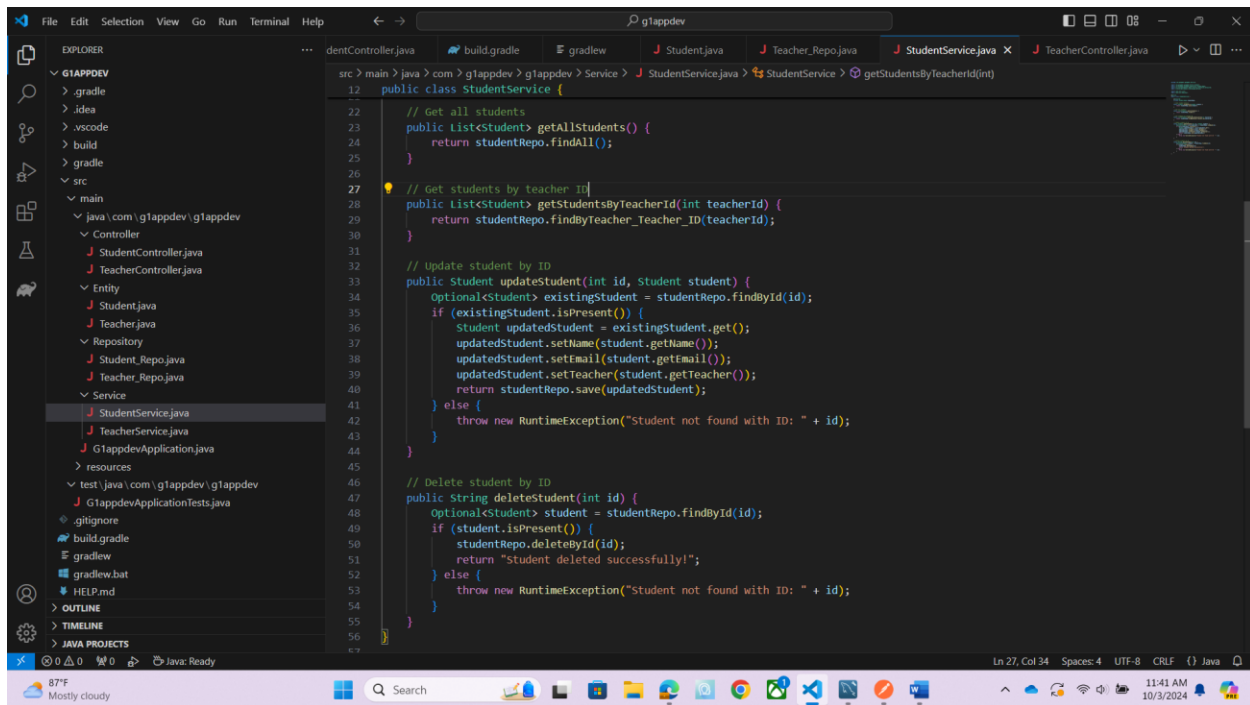 File Edit Selection View Go Run Terminal Help
g1appdev
EXPLORER
G1APPDEV
.gradle
.idea
.vscode
build
gradle
src
main
java\com\g1appdev\g1appdev
Controller
StudentController.java
TeacherController.java
Entity
Student.java
Teacher.java
Repository
Student_Repo.java
Teacher_Repo.java
Service
StudentService.java
TeacherService.java
G1appdevApplication.java
resources
test\java\com\g1appdev\g1appdev
G1appdevApplicationTests.java
.gitignore
build.gradle
gradlew
gradlew.bat
HELP.md
OUTLINE
TIMELINE
JAVA PROJECTS
dentController.java build.gradle gradlew Student.java Teacher_Repo.java StudentService.java TeacherController.java
src > main > java > com > g1appdev > g1appdev > Service > StudentService.java > StudentService > getStudentsByTeacherId(int)
12 public class StudentService {
22 // Get all students
23 public List<Student> getAllStudents() {
24 return studentRepo.findAll();
25 }
26
27 // Get students by teacher ID
28 public List<Student> getStudentsByTeacherId(int teacherId) {
29 return studentRepo.findByTeacher_Teacher_ID(teacherId);
30 }
31
32 // Update student by ID
33 public Student updateStudent(int id, Student student) {
34 Optional<Student> existingStudent = studentRepo.findById(id);
35 if (existingStudent.isPresent()) {
36 Student updatedStudent = existingStudent.get();
37 updatedStudent.setName(student.getName());
38 updatedStudent.setEmail(student.getEmail());
39 updatedStudent.setTeacher(student.getTeacher());
40 return studentRepo.save(updatedStudent);
41 } else {
42 throw new RuntimeException("Student not found with ID: " + id);
43 }
44 }
45
46 // Delete student by ID
47 public String deleteStudent(int id) {
48 Optional<Student> student = studentRepo.findById(id);
49 if (student.isPresent()) {
50 studentRepo.deleteById(id);
51 return "Student deleted successfully!";
52 } else {
53 throw new RuntimeException("Student not found with ID: " + id);
54 }
55 }
56 }
57
0 0 0 Java: Ready
Ln 27, Col 34 Spaces: 4 UTF-8 CRLF {} Java
87°F
Mostly cloudy
Search
11:41 AM
10/3/2024